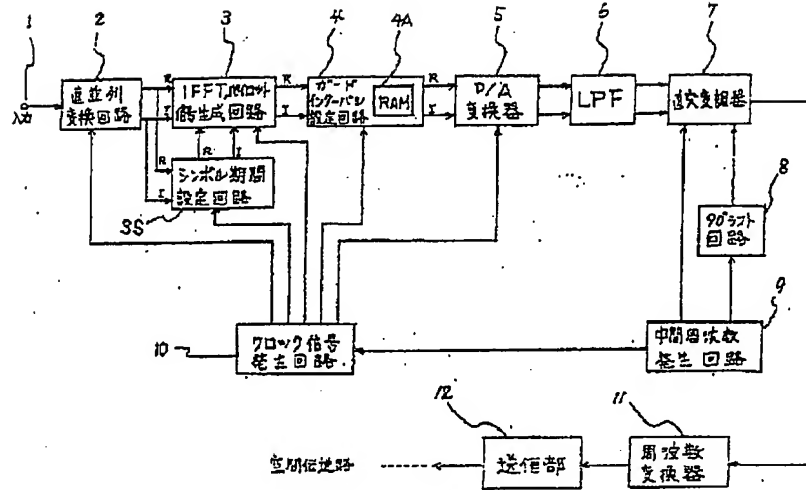 1
2
3
4
4A
5
6
7
入力
直並列
変換回路
R
I
IFFT,パイロット
信号生成回路
R
I
ガード
インターバル
設定回路
RAM
R
I
D/A
変換器
LPF
直交変調器
R
I
R
I
シンボル期間
設定回路
3S
90°シフト
回路
8
9
10
クロック信号
発生回路
中間周波数
発生回路
12
11
空間伝送路
送信部
周波数
変換器